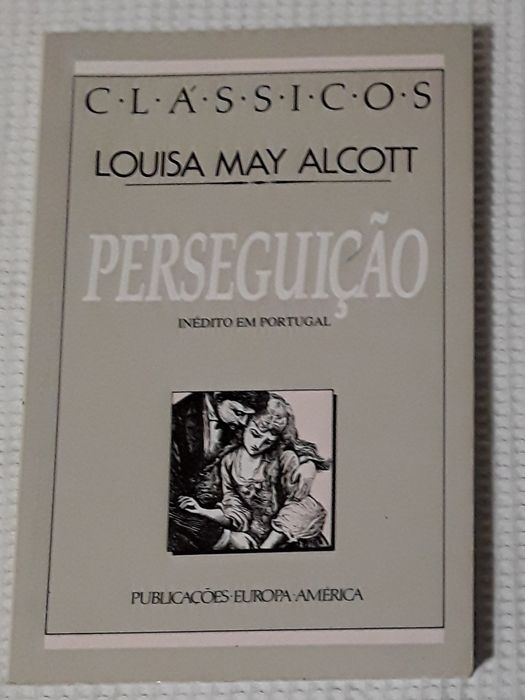 C·L·Á·S·S·I·C·O·S
LOUISA MAY ALCOTT
PERSEGUIÇÃO
INÉDITO EM PORTUGAL
PUBLICAÇÕES·EUROPA·AMÉRICA